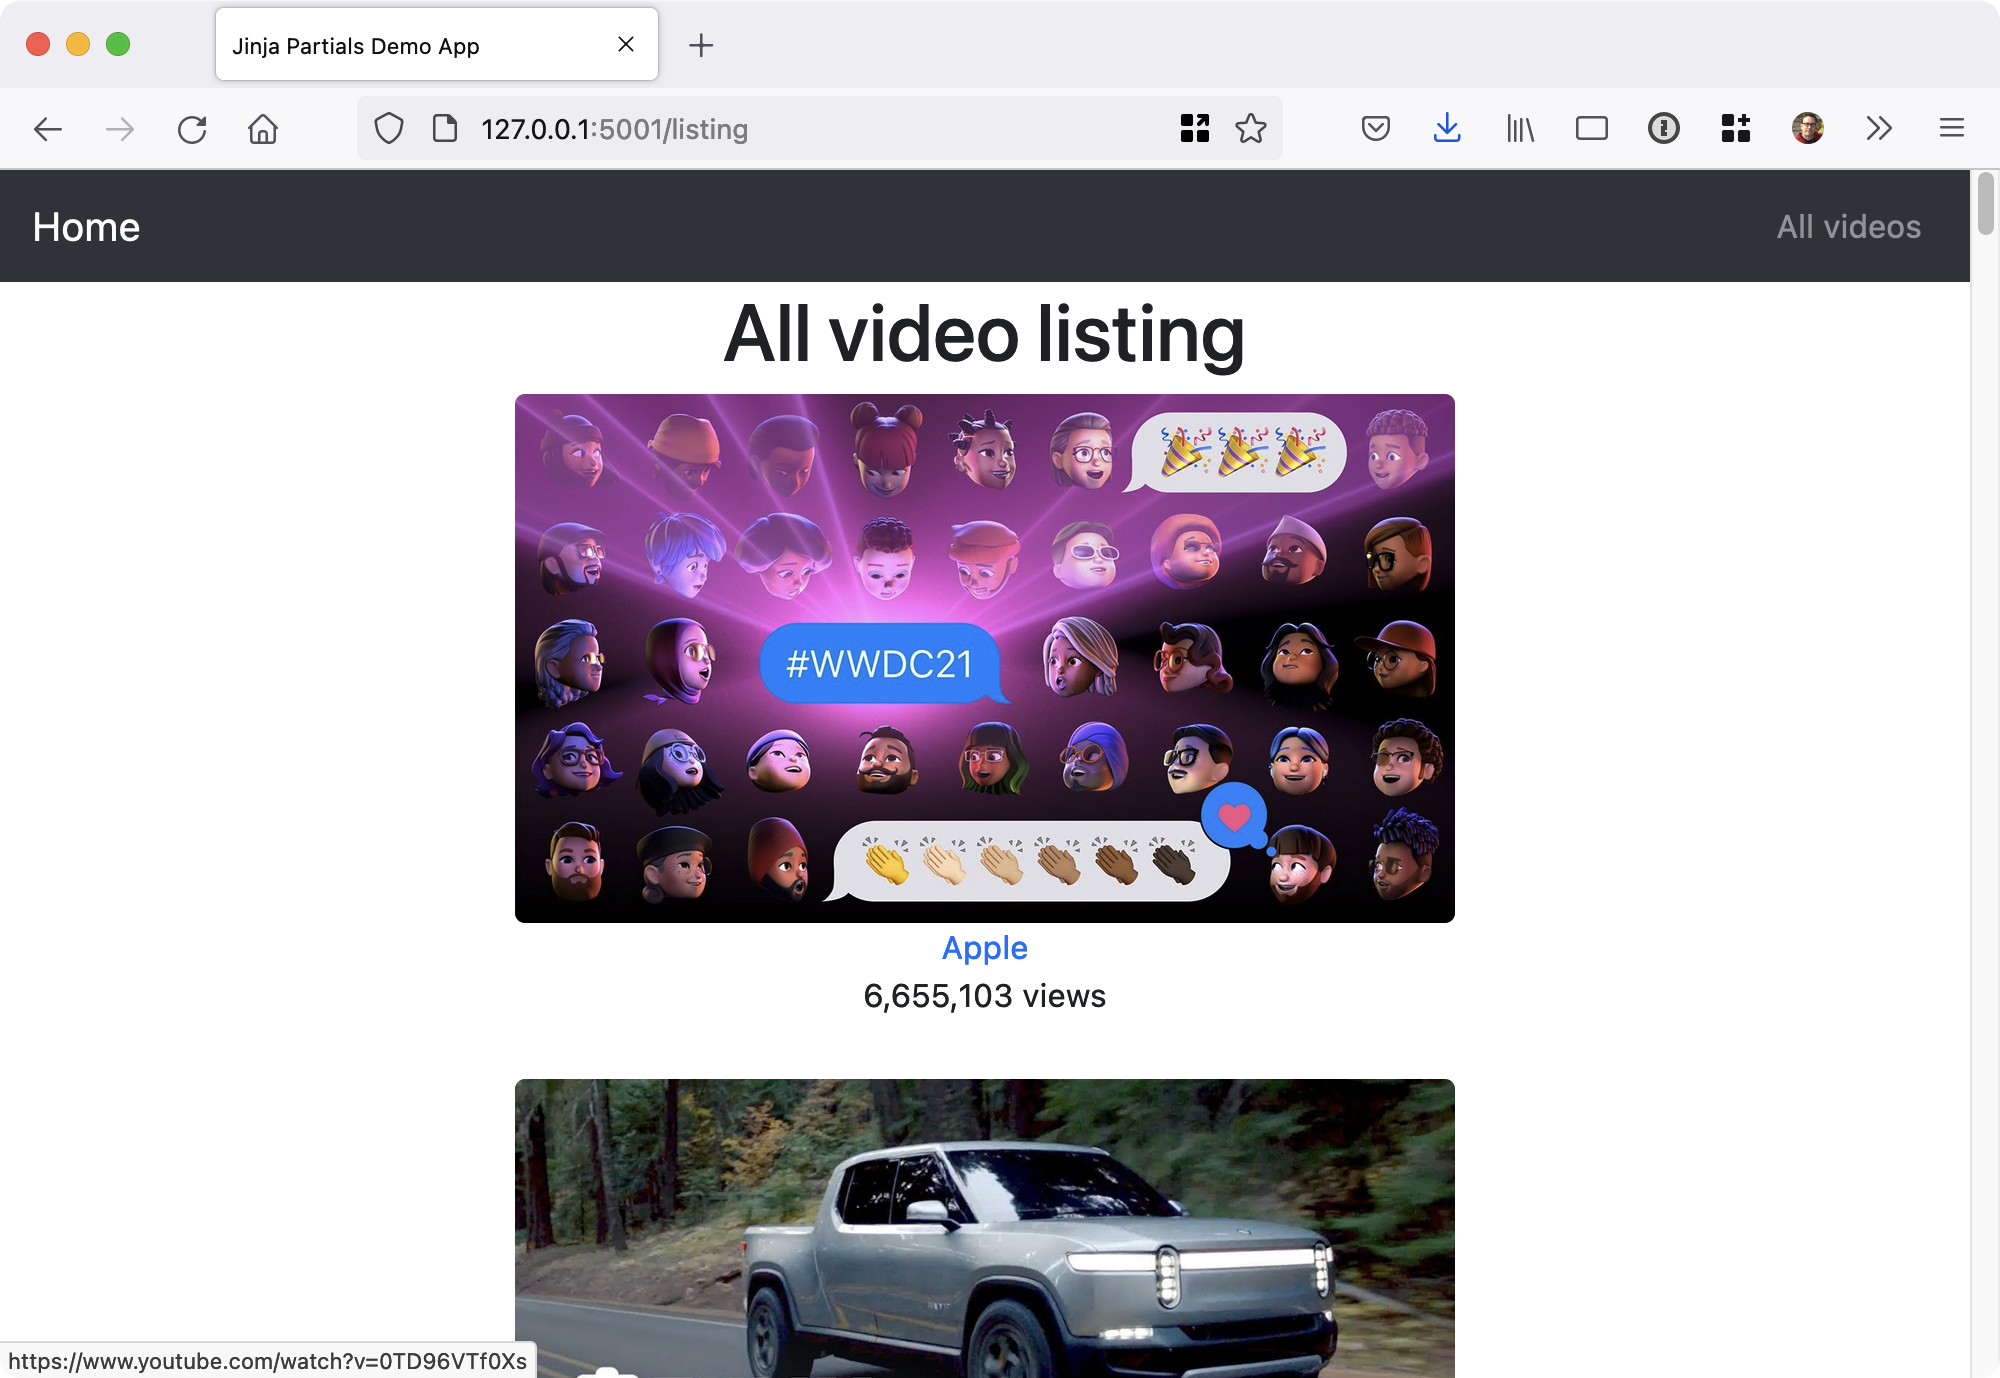 Jinja Partials Demo App
127.0.0.1:5001/listing
Home
All videos
All video listing
#WWDC21
Apple
6,655,103 views
https://www.youtube.com/watch?v=0TD96VTf0Xs